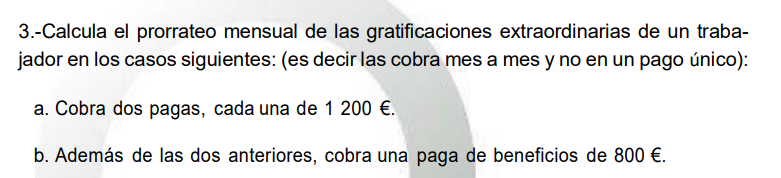 3.-Calcula el prorrateo mensual de las gratificaciones extraordinarias de un traba-
jador en los casos siguientes: (es decir las cobra mes a mes y no en un pago único):
a. Cobra dos pagas, cada una de 1 200 €.
b. Además de las dos anteriores, cobra una paga de beneficios de 800 €.